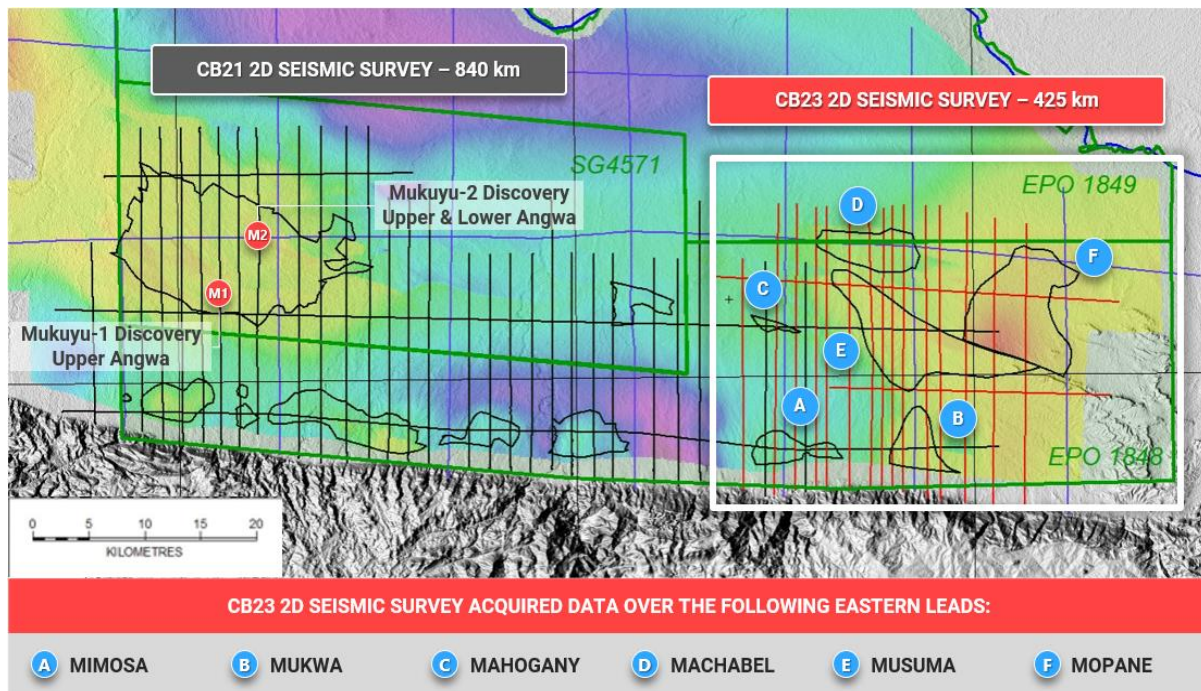 CB21 2D SEISMIC SURVEY – 840 km
CB23 2D SEISMIC SURVEY – 425 km
SG4571
EPO 1849
Mukuyu-2 Discovery
Upper & Lower Angwa
D
M2
F
M1
C
Mukuyu-1 Discovery
Upper Angwa
E
A
B
EPO 1848
0 5 10 15 20
KILOMETRES
CB23 2D SEISMIC SURVEY ACQUIRED DATA OVER THE FOLLOWING EASTERN LEADS:
A MIMOSA
B MUKWA
C MAHOGANY
D MACHABEL
E MUSUMA
F MOPANE